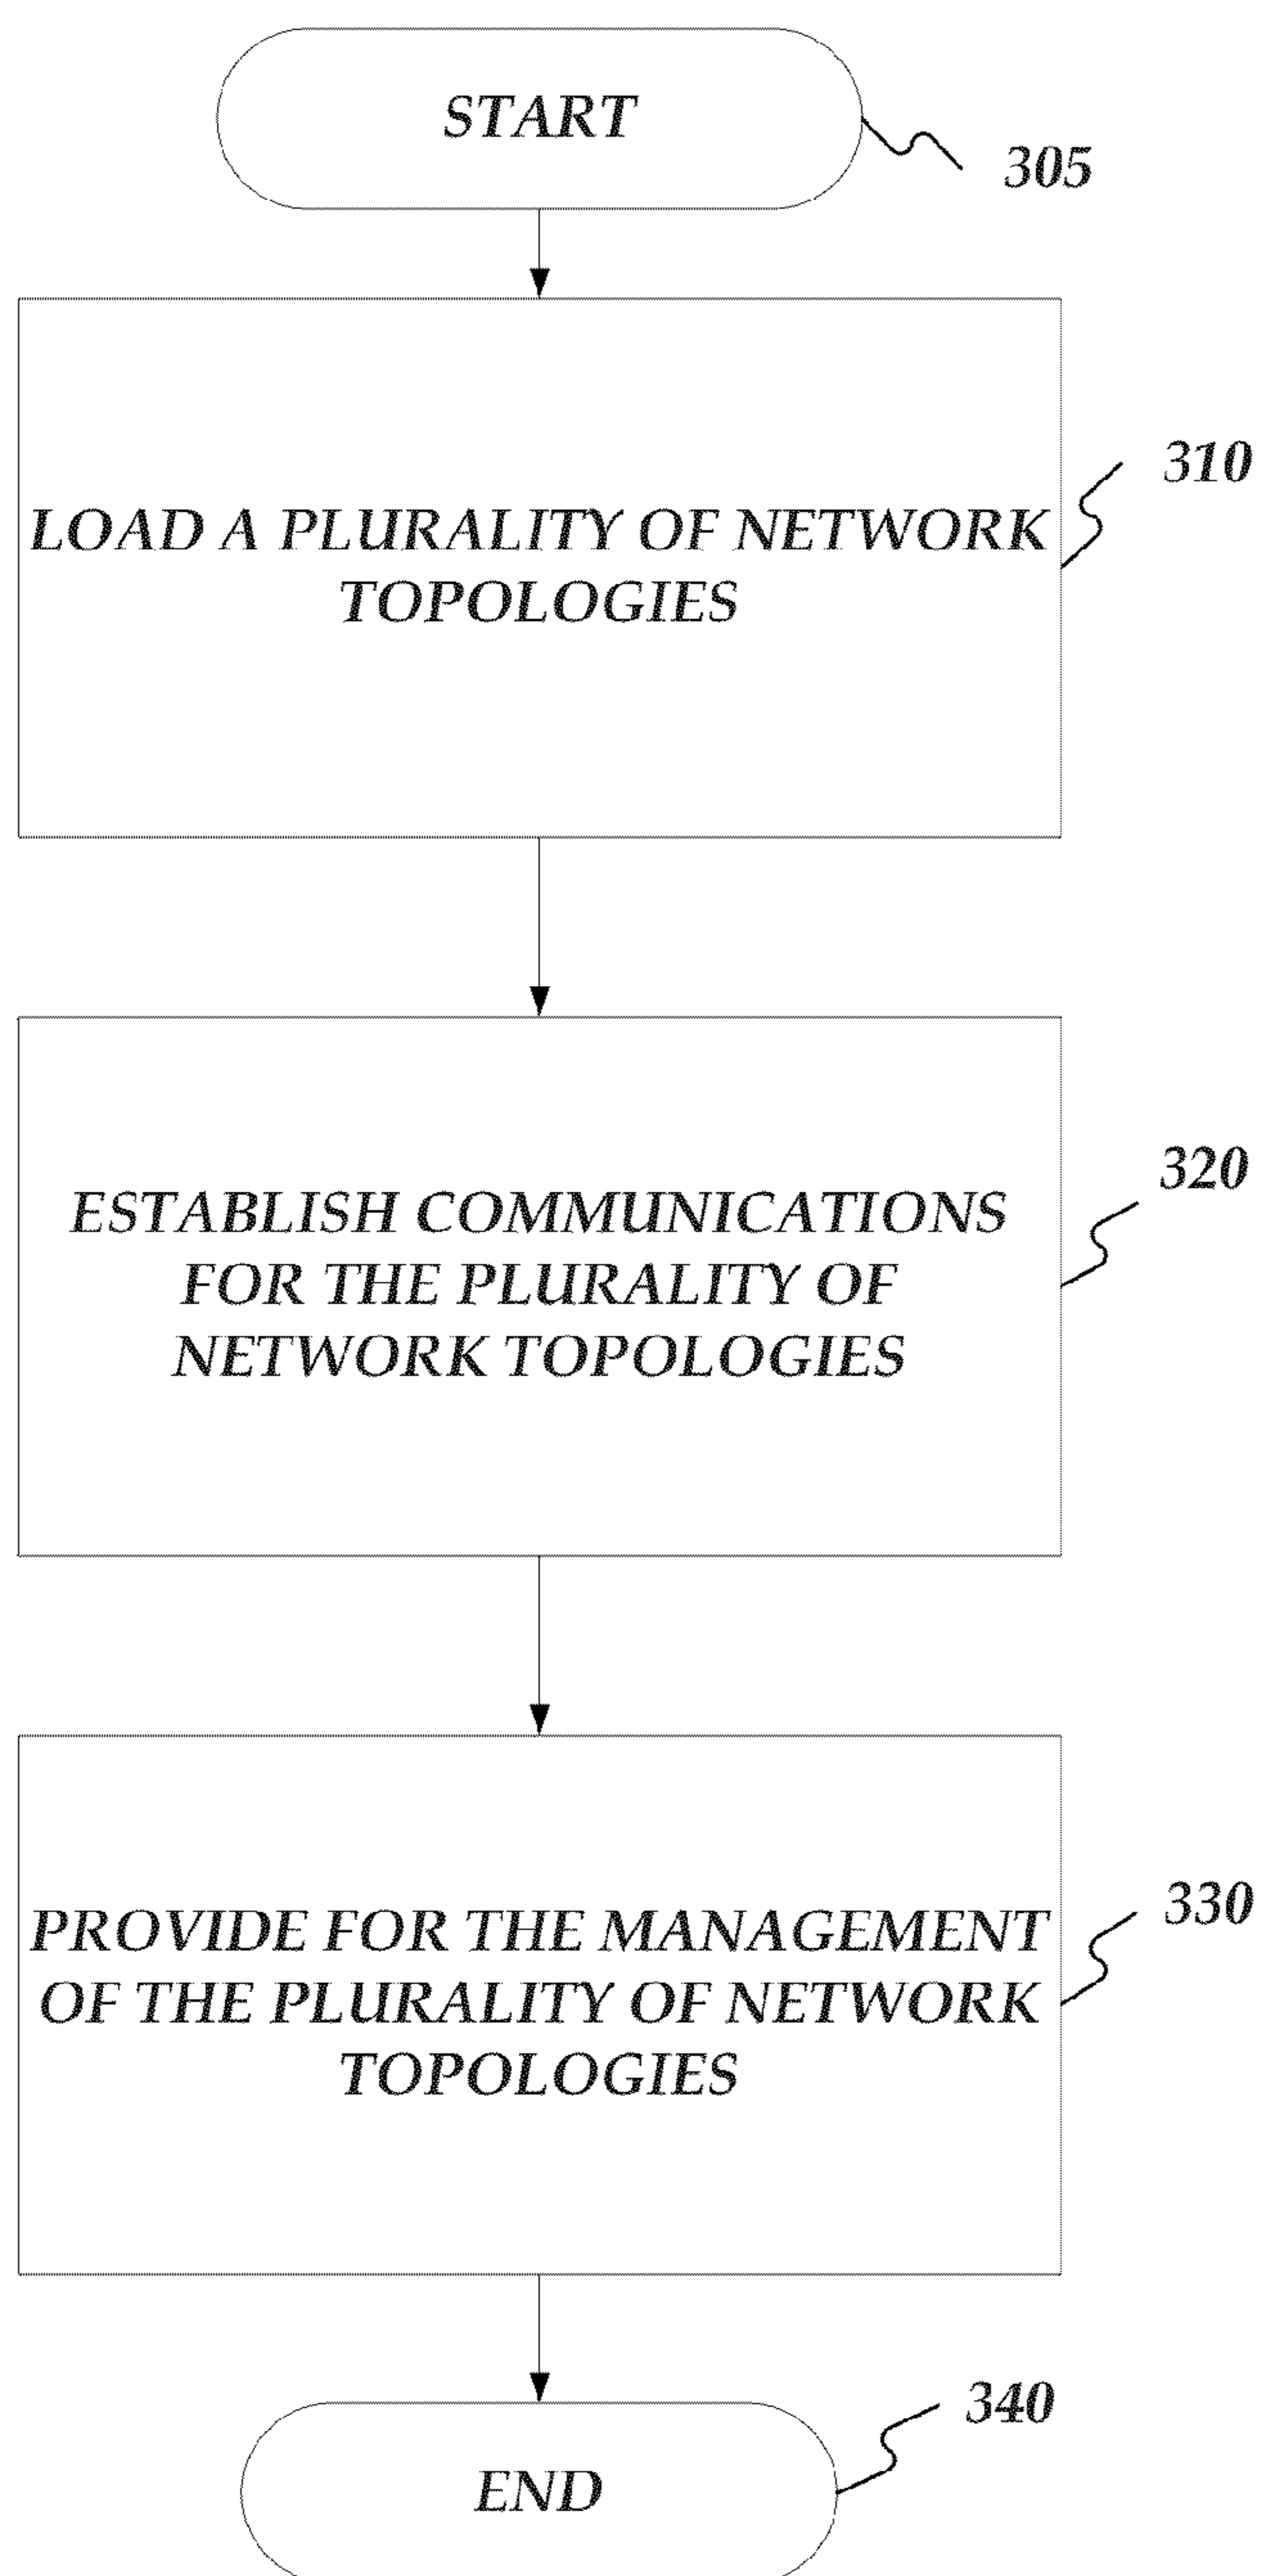 START
305
LOAD A PLURALITY OF NETWORK
TOPOLOGIES
310
ESTABLISH COMMUNICATIONS
FOR THE PLURALITY OF
NETWORK TOPOLOGIES
320
PROVIDE FOR THE MANAGEMENT
OF THE PLURALITY OF NETWORK
TOPOLOGIES
330
END
340